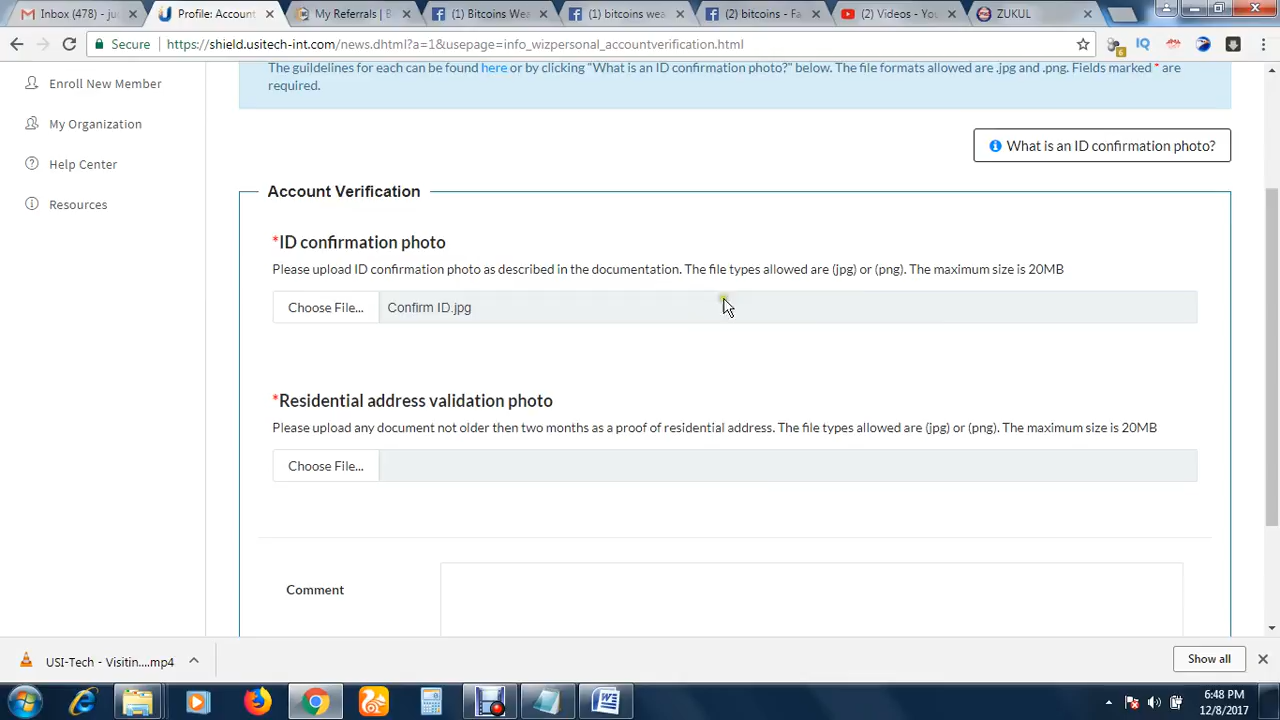 Inbox (478) - ju
Profile: Account
My Referrals | B
(1) Bitcoins Wea
(1) bitcoins wea
(2) bitcoins - Fa
(2) Videos - You
ZUKUL
Secure
https://shield.usitech-int.com/news.dhtml?a=1&usepage=info_wizpersonal_accountverification.html
6
IQ
The guildelines for each can be found here or by clicking "What is an ID confirmation photo?" below. The file formats allowed are .jpg and .png. Fields marked * are
required.
Enroll New Member
My Organization
Help Center
Resources
What is an ID confirmation photo?
Account Verification
*ID confirmation photo
Please upload ID confirmation photo as described in the documentation. The file types allowed are (jpg) or (png). The maximum size is 20MB
Choose File...
Confirm ID.jpg
*Residential address validation photo
Please upload any document not older then two months as a proof of residential address. The file types allowed are (jpg) or (png). The maximum size is 20MB
Choose File...
Comment
USI-Tech - Visitin....mp4
Show all
6:48 PM
12/8/2017